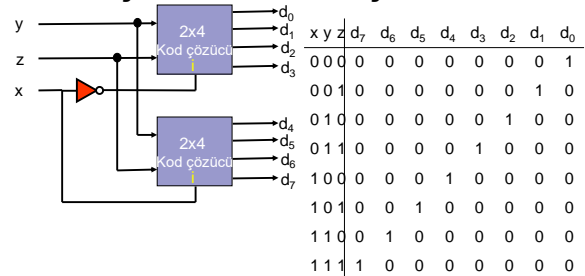 y
z
x
2x4
Kod çözücü
i
d0
d1
d2
d3
2x4
Kod çözücü
i
d4
d5
d6
d7
x y z d7 d6 d5 d4 d3 d2 d1 d0
0 0 0 0 0 0 0 0 0 0 1
0 0 1 0 0 0 0 0 0 1 0
0 1 0 0 0 0 0 0 1 0 0
0 1 1 0 0 0 0 1 0 0 0
1 0 0 0 0 0 1 0 0 0 0
1 0 1 0 0 1 0 0 0 0 0
1 1 0 0 1 0 0 0 0 0 0
1 1 1 1 0 0 0 0 0 0 0